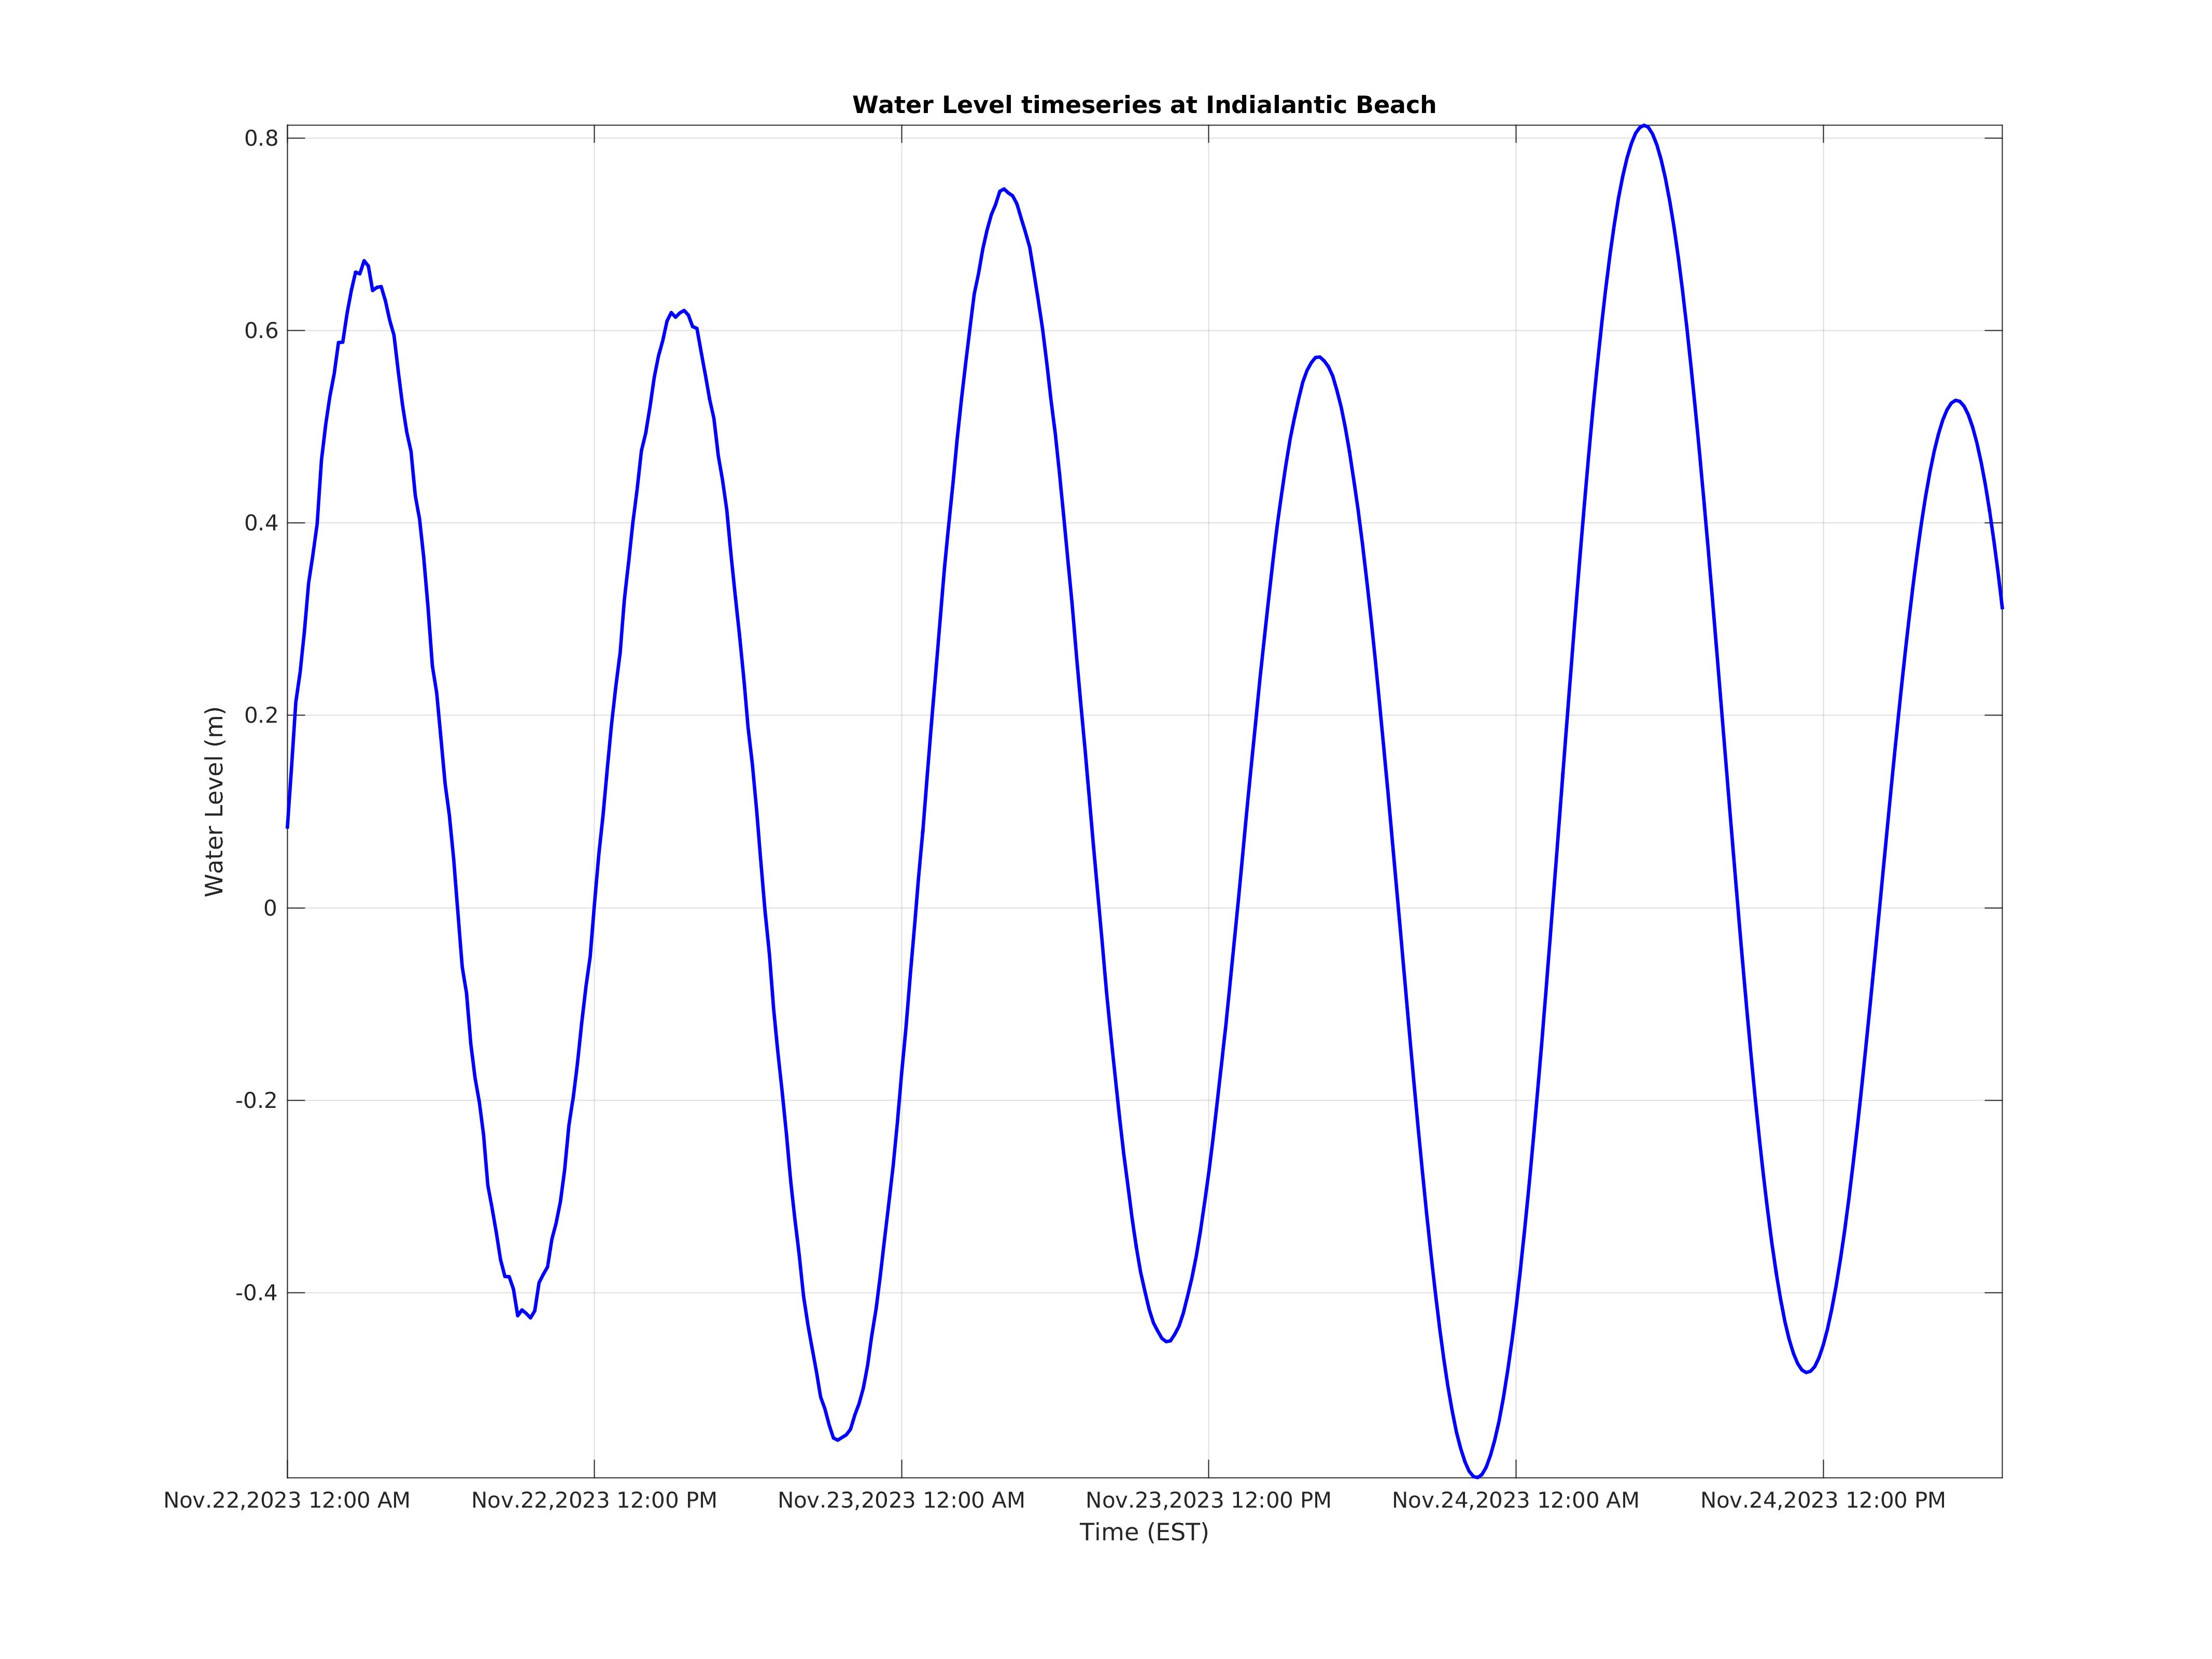 Water Level timeseries at Indialantic Beach
0.8
0.6
0.4
0.2
0
-0.2
-0.4
Water Level (m)
Nov.22,2023 12:00 AM
Nov.22,2023 12:00 PM
Nov.23,2023 12:00 AM
Nov.23,2023 12:00 PM
Nov.24,2023 12:00 AM
Nov.24,2023 12:00 PM
Time (EST)